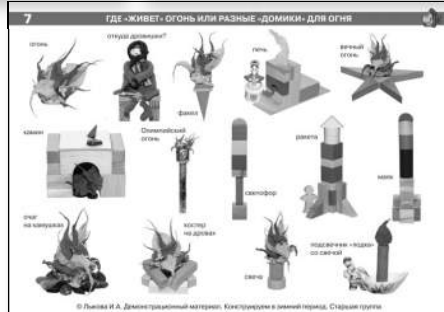 7
ГДЕ «ЖИВЕТ» ОГОНЬ ИЛИ РАЗНЫЕ «ДОМИКИ» ДЛЯ ОГНЯ
огонь
откуда дровишки?
факел
печь
вечный
огонь
камин
Олимпийский
огонь
светофор
ракета
маяк
очаг
на камушках
костер
на дровах
свеча
подсвечник «лодка»
со свечой
© Лыкова И.А. Демонстрационный материал. Конструируем в зимний период. Старшая группа